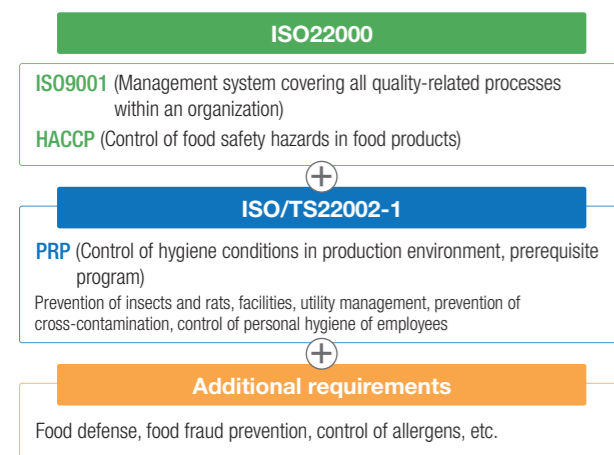 ISO22000
ISO9001 (Management system covering all quality-related processes
within an organization)
HACCP (Control of food safety hazards in food products)
+
ISO/TS22002-1
PRP (Control of hygiene conditions in production environment, prerequisite
program)
Prevention of insects and rats, facilities, utility management, prevention of
cross-contamination, control of personal hygiene of employees
+
Additional requirements
Food defense, food fraud prevention, control of allergens, etc.